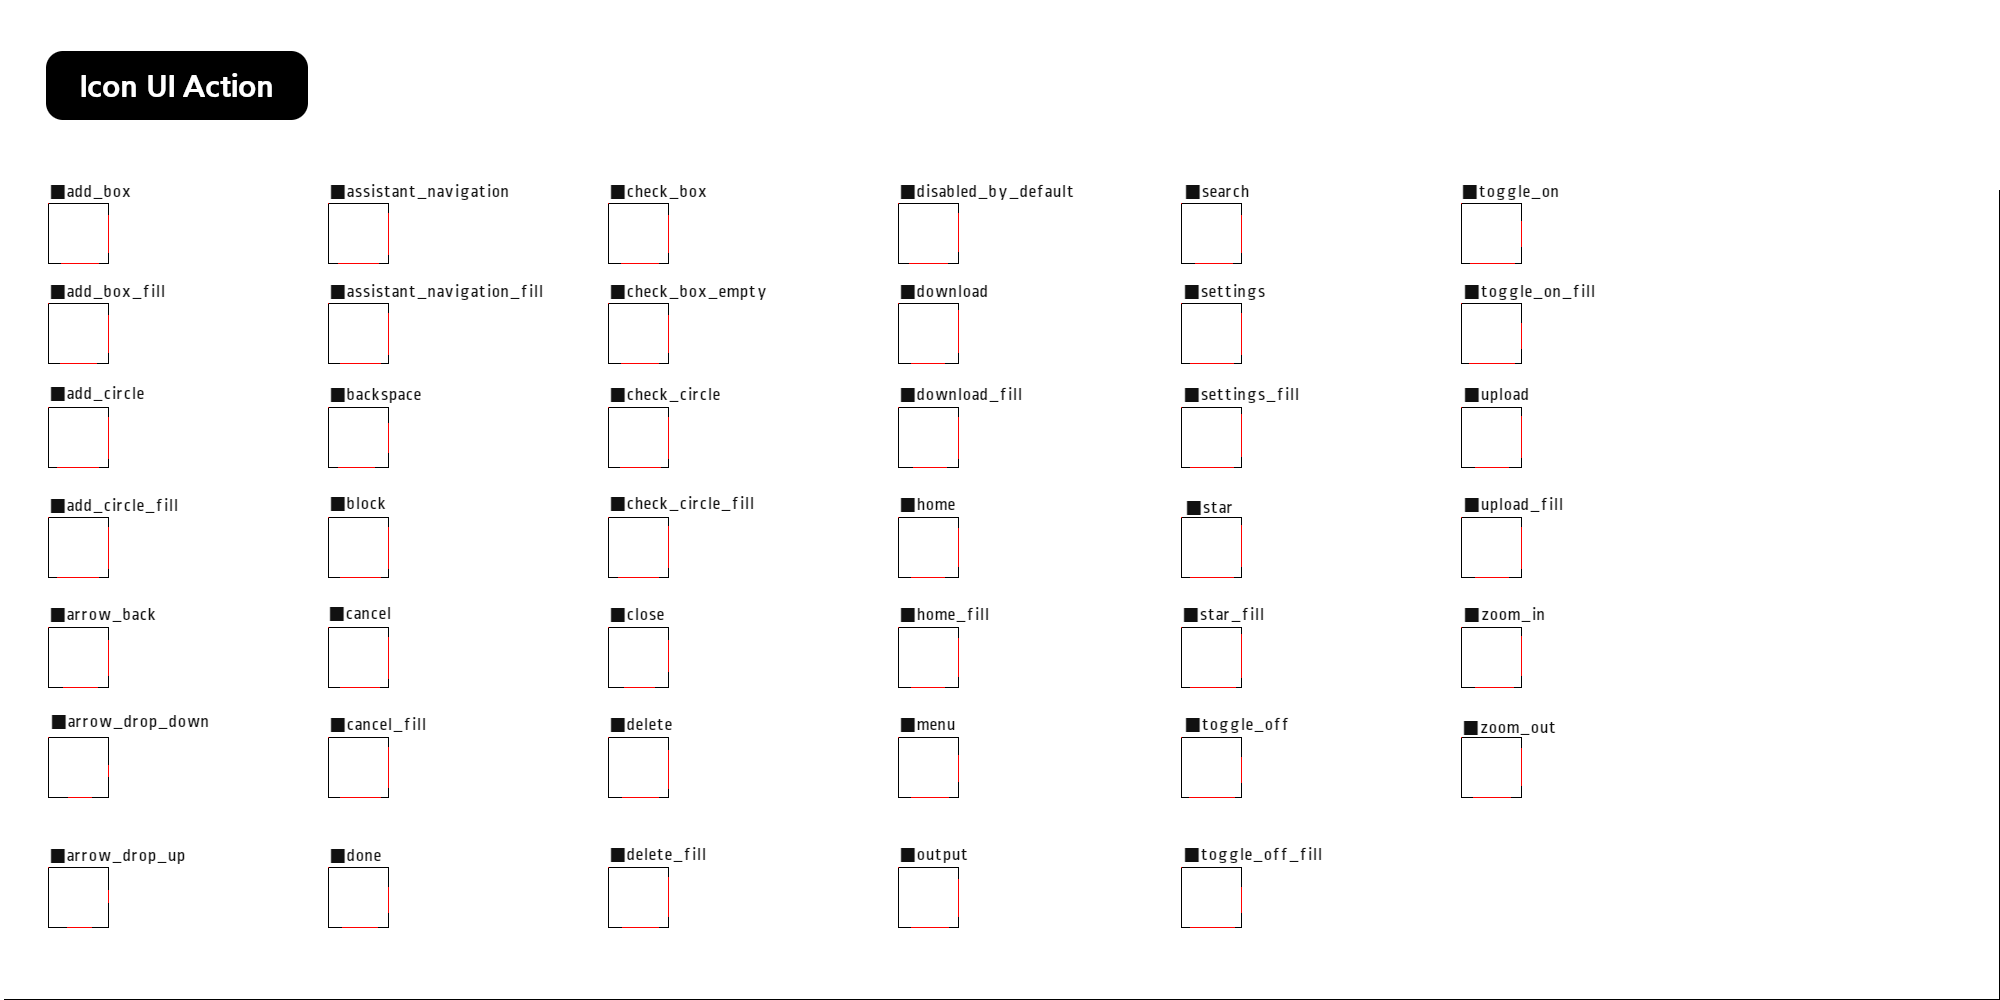 Icon UI Action
■add_box
■assistant_navigation
■check_box
■disabled_by_default
■search
■toggle_on
■add_box_fill
■assistant_navigation_fill
■check_box_empty
■download
■settings
■toggle_on_fill
■add_circle
■backspace
■check_circle
■download_fill
■settings_fill
■upload
■add_circle_fill
■block
■check_circle_fill
■home
■star
■upload_fill
■arrow_back
■cancel
■close
■home_fill
■star_fill
■zoom_in
■arrow_drop_down
■cancel_fill
■delete
■menu
■toggle_off
■zoom_out
■arrow_drop_up
■done
■delete_fill
■output
■toggle_off_fill